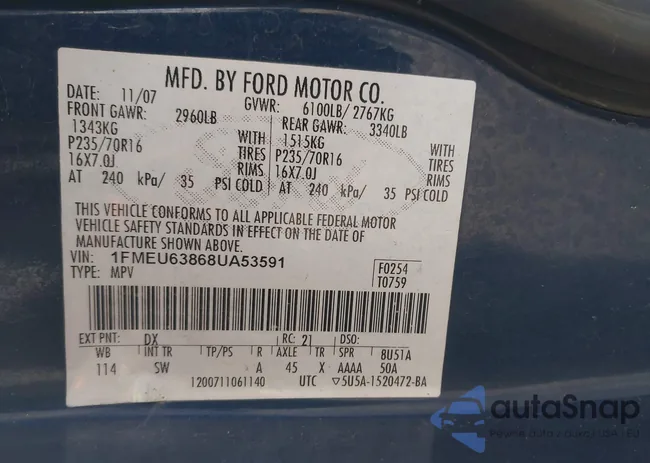 MFD. BY FORD MOTOR CO.
DATE: 11/07 GVWR: 6100LB/ 2767KG
FRONT GAWR: 2960LB REAR GAWR: 3340LB
1343KG WITH 1515KG WITH
P235/70R16 TIRES P235/70R16 TIRES
16X7.0J RIMS 16X7.0J RIMS
AT 240 kPa/ 35 PSI COLD AT 240 kPa/ 35 PSI COLD
THIS VEHICLE CONFORMS TO ALL APPLICABLE FEDERAL MOTOR
VEHICLE SAFETY STANDARDS IN EFFECT ON THE DATE OF
MANUFACTURE SHOWN ABOVE.
VIN: 1FMEU63868UA53591 F0254
TYPE: MPV T0759
EXT PNT: DX RC: 21 DSO:
WB INT TR TP/PS R AXLE TR SPR 8U51A
114 SW A 45 X AAAA 50A
1200711061140 UTC ▽5U5A-1520472-BA
autaSnap